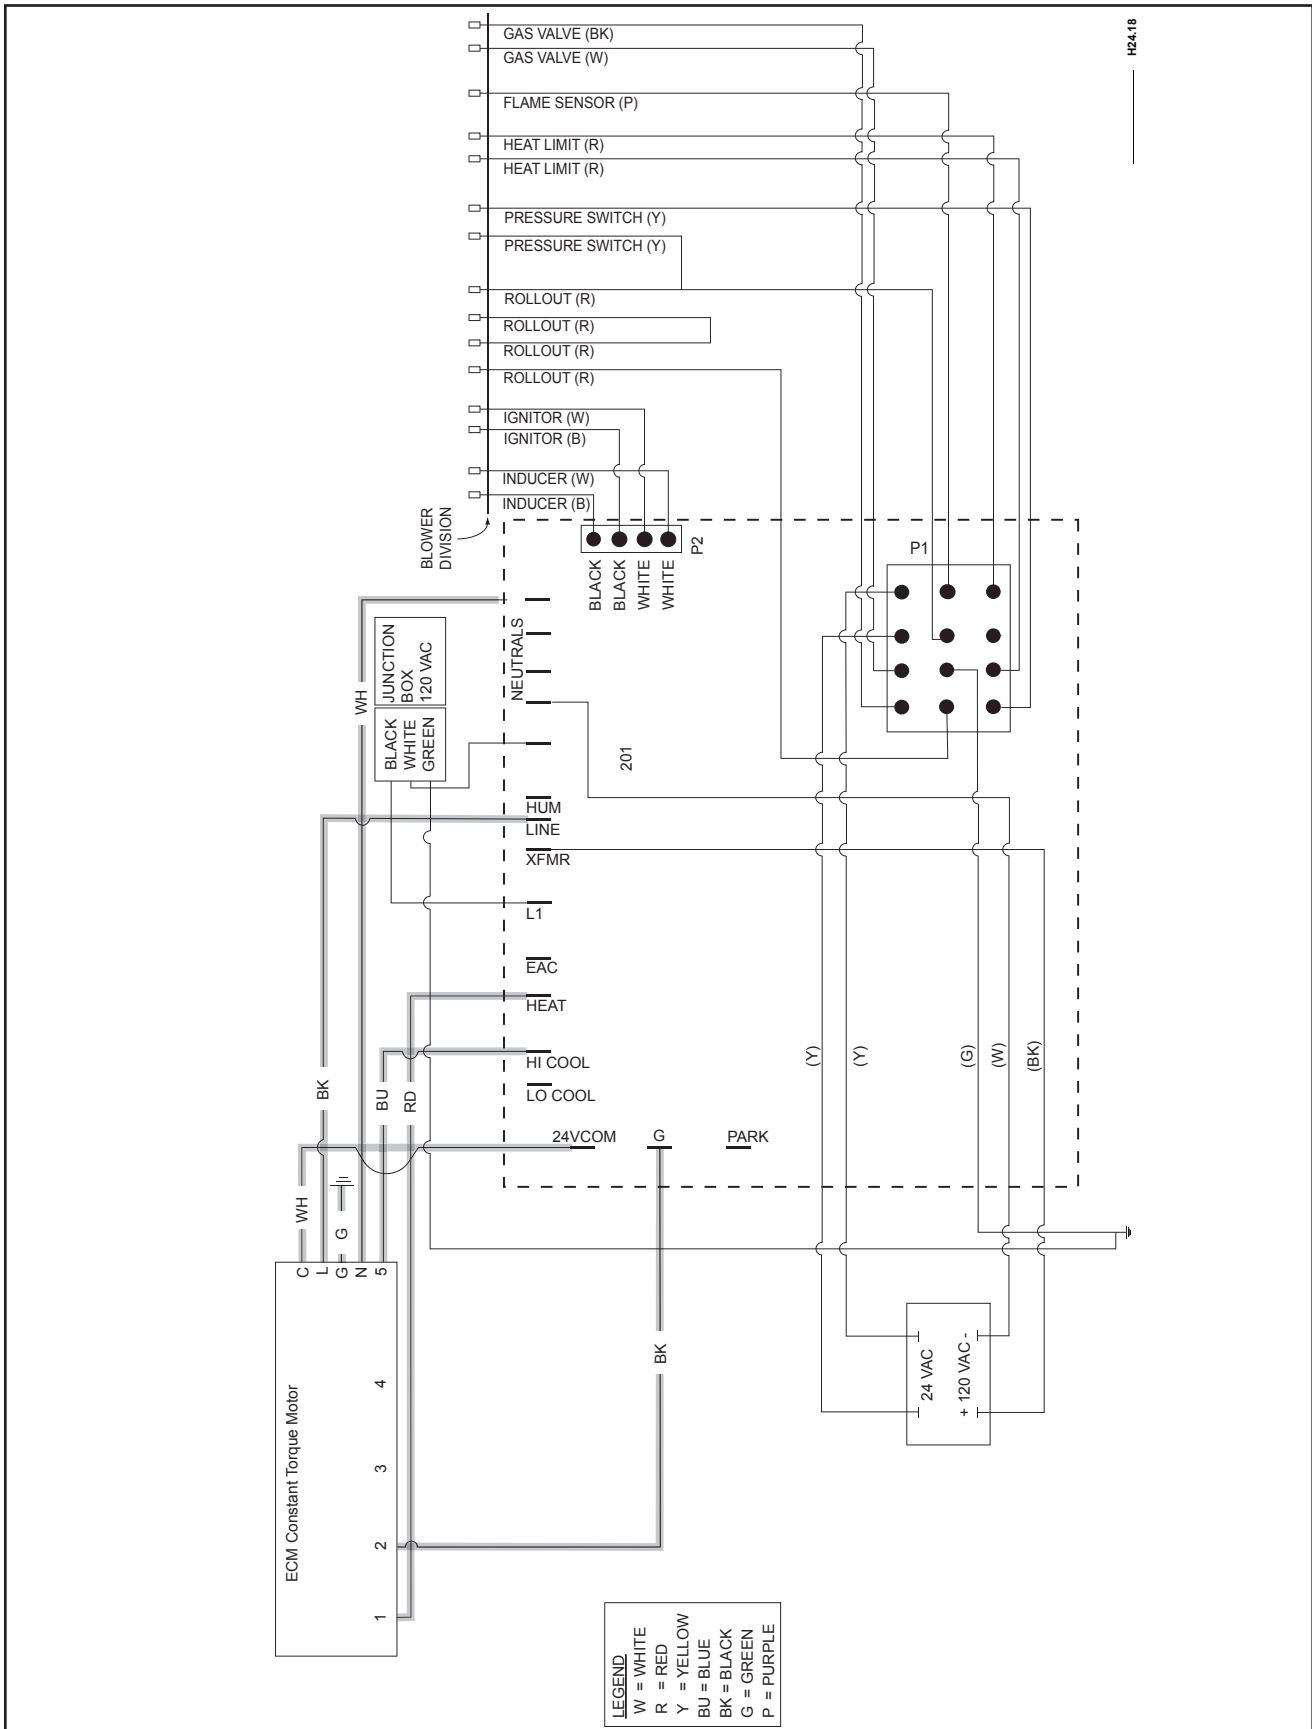 GAS VALVE (BK)
GAS VALVE (W)
FLAME SENSOR (P)
HEAT LIMIT (R)
HEAT LIMIT (R)
PRESSURE SWITCH (Y)
PRESSURE SWITCH (Y)
ROLLOUT (R)
ROLLOUT (R)
ROLLOUT (R)
ROLLOUT (R)
IGNITOR (W)
IGNITOR (B)
INDUCER (W)
INDUCER (B)
H24.18
BLOWER
DIVISION
BLACK
BLACK
WHITE
WHITE
P2
P1
NEUTRALS
JUNCTION
BOX
120 VAC
BLACK
WHITE
GREEN
WH
201
HUM
LINE
XFMR
L1
EAC
HEAT
HI COOL
LO COOL
24VCOM
G
PARK
BK
BU
RD
WH
G
(Y)
(Y)
(G)
(W)
(BK)
C
L
G
N
5
4
3
2
1
ECM Constant Torque Motor
BK
24 VAC
+ 120 VAC -
LEGEND
W = WHITE
R = RED
Y = YELLOW
BU = BLUE
BK = BLACK
G = GREEN
P = PURPLE